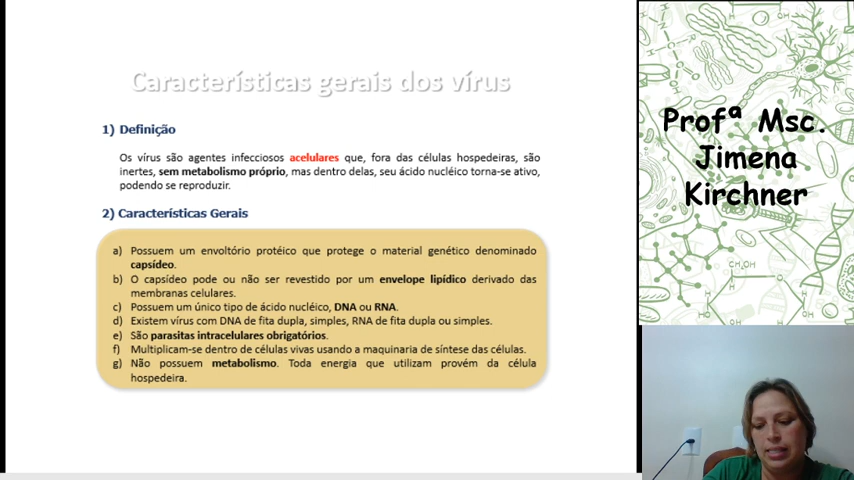 Características gerais dos vírus
1) Definição
Os vírus são agentes infecciosos acelulares que, fora das células hospedeiras, são
inertes, sem metabolismo próprio, mas dentro delas, seu ácido nucléico torna-se ativo,
podendo se reproduzir.
2) Características Gerais
a) Possuem um envoltório protéico que protege o material genético denominado
capsídeo.
b) O capsídeo pode ou não ser revestido por um envelope lipídico derivado das
membranas celulares.
c) Possuem um único tipo de ácido nucléico, DNA ou RNA.
d) Existem vírus com DNA de fita dupla, simples, RNA de fita dupla ou simples.
e) São parasitas intracelulares obrigatórios.
f) Multiplicam-se dentro de células vivas usando a maquinaria de síntese das células.
g) Não possuem metabolismo. Toda energia que utilizam provém da célula
hospedeira.
Profª Msc.
Jimena
Kirchner
CH₂OH